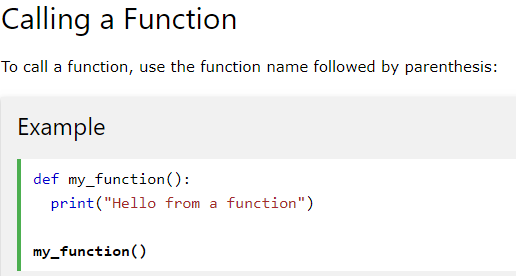 Calling a Function
To call a function, use the function name followed by parenthesis:
Example
def my_function():
  print("Hello from a function")
my_function()